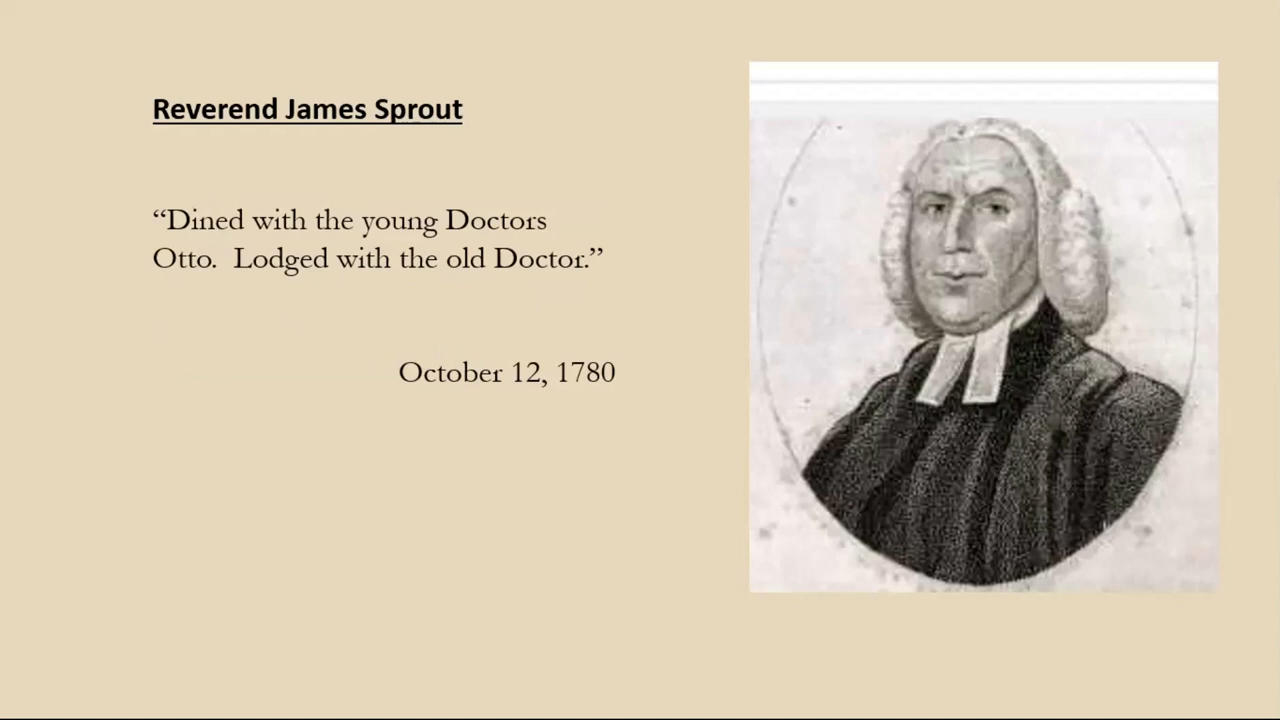 Reverend James Sprout
“Dined with the young Doctors
Otto.  Lodged with the old Doctor.”
October 12, 1780